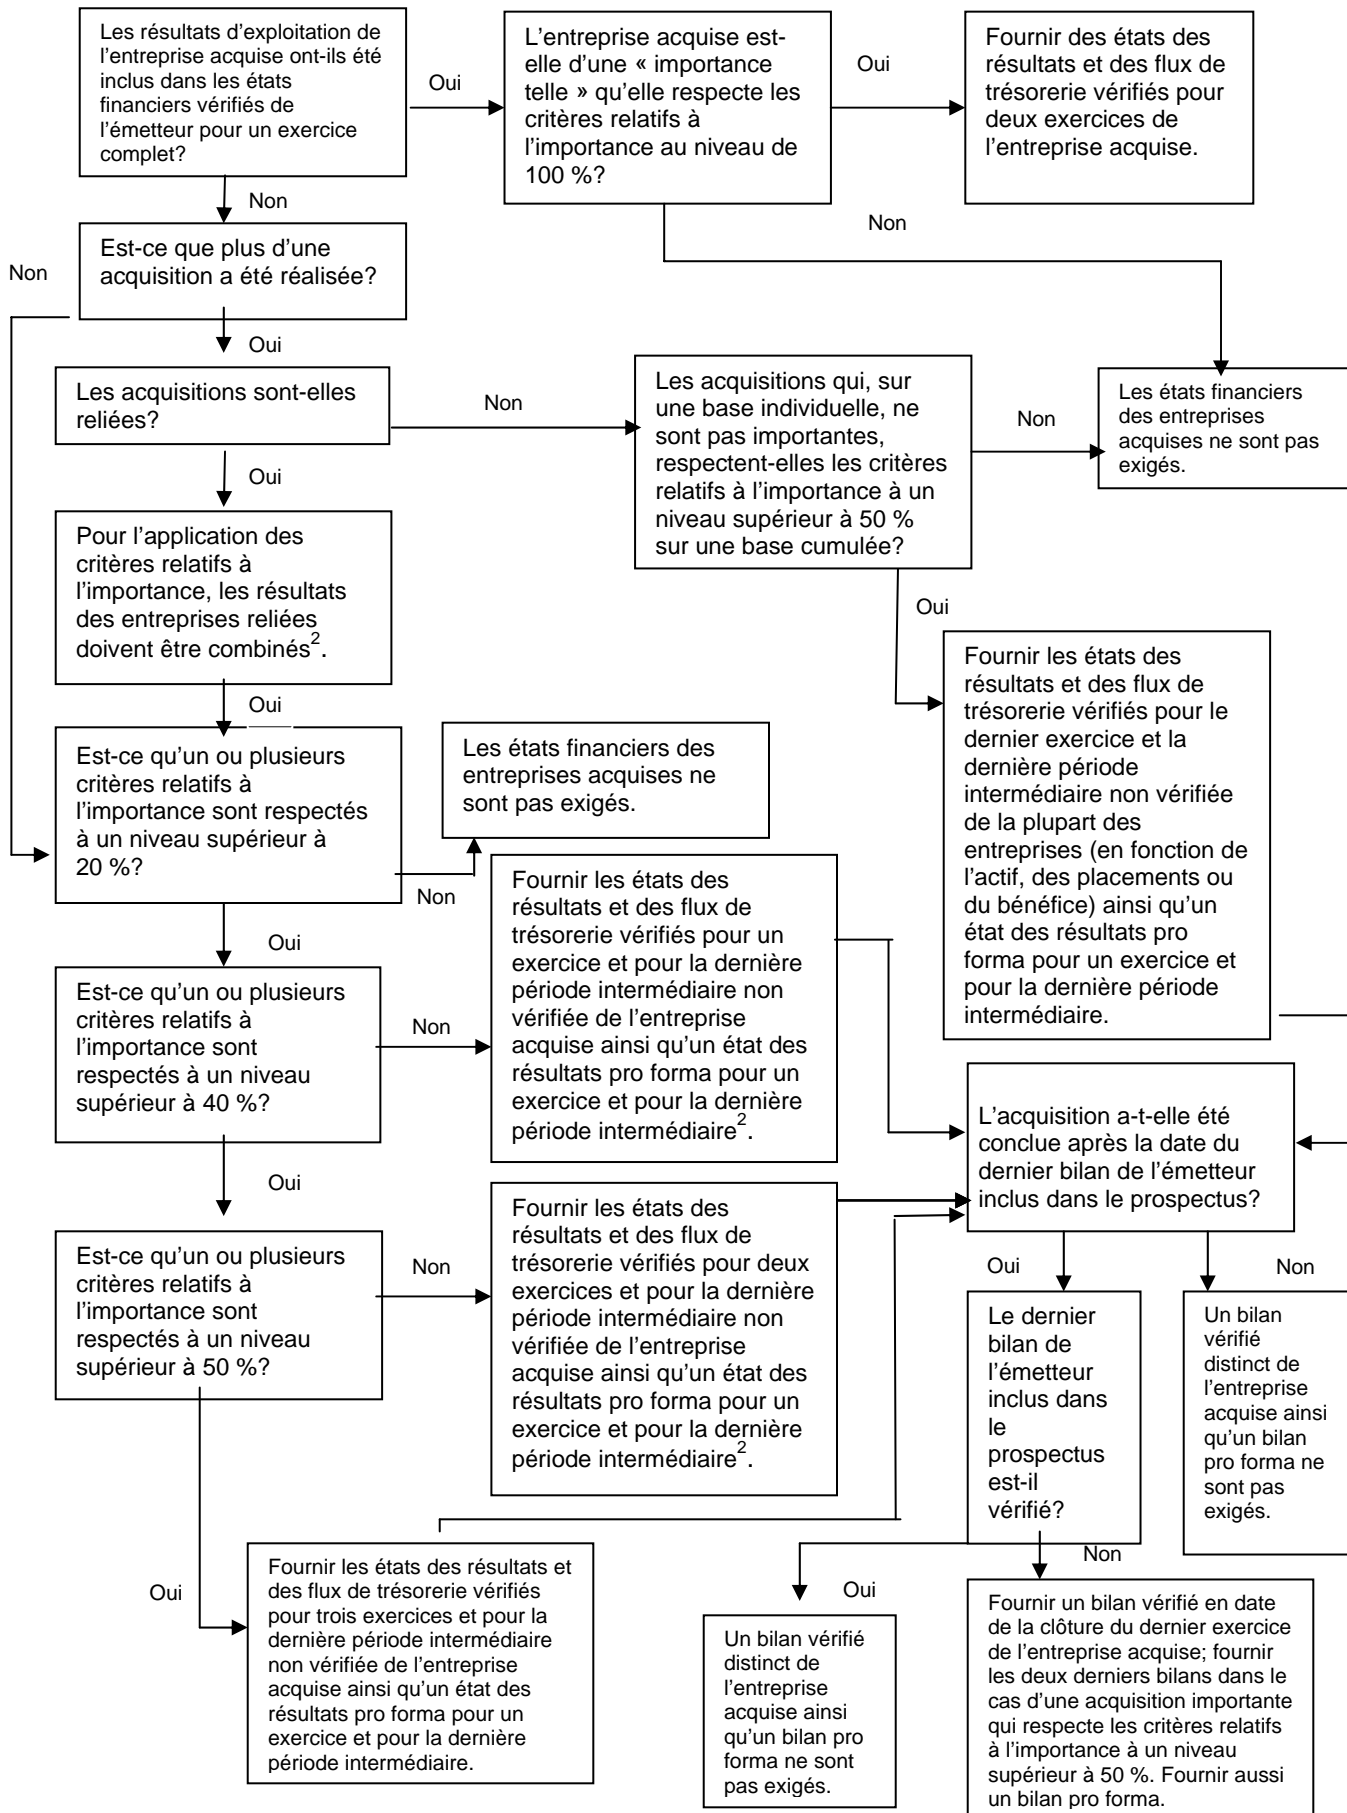 Les résultats d'exploitation de
l'entreprise acquise ont-ils été
inclus dans les états
financiers vérifiés de
l'émetteur pour un exercice
complet?
Oui
L'entreprise acquise est-
elle d'une « importance
telle » qu'elle respecte les
critères relatifs à
l'importance au niveau de
100 %?
Oui
Fournir des états des
résultats et des flux de
trésorerie vérifiés pour
deux exercices de
l'entreprise acquise.
Non
Non
Est-ce que plus d'une
acquisition a été réalisée?
Non
Oui
Les acquisitions sont-elles
reliées?
Non
Les acquisitions qui, sur
une base individuelle, ne
sont pas importantes,
respectent-elles les critères
relatifs à l'importance à un
niveau supérieur à 50 %
sur une base cumulée?
Non
Les états financiers
des entreprises
acquises ne sont pas
exigés.
Oui
Pour l'application des
critères relatifs à
l'importance, les résultats
des entreprises reliées
doivent être combinés².
Oui
Fournir les états des
résultats et des flux de
trésorerie vérifiés pour le
dernier exercice et la
dernière période
intermédiaire non vérifiée
de la plupart des
entreprises (en fonction de
l'actif, des placements ou
du bénéfice) ainsi qu'un
état des résultats pro
forma pour un exercice et
pour la dernière période
intermédiaire.
Oui
Est-ce qu'un ou plusieurs
critères relatifs à
l'importance sont respectés
à un niveau supérieur à
20 %?
Les états financiers des
entreprises acquises ne
sont pas exigés.
Non
Oui
Est-ce qu'un ou plusieurs
critères relatifs à
l'importance sont
respectés à un niveau
supérieur à 40 %?
Non
Fournir les états des
résultats et des flux de
trésorerie vérifiés pour un
exercice et pour la dernière
période intermédiaire non
vérifiée de l'entreprise
acquise ainsi qu'un état des
résultats pro forma pour un
exercice et pour la dernière
période intermédiaire².
L'acquisition a-t-elle été
conclue après la date du
dernier bilan de l'émetteur
inclus dans le prospectus?
Oui
Est-ce qu'un ou plusieurs
critères relatifs à
l'importance sont
respectés à un niveau
supérieur à 50 %?
Non
Fournir les états des
résultats et des flux de
trésorerie vérifiés pour deux
exercices et pour la dernière
période intermédiaire non
vérifiée de l'entreprise
acquise ainsi qu'un état des
résultats pro forma pour un
exercice et pour la dernière
période intermédiaire².
Oui
Non
Le dernier
bilan de
l'émetteur
inclus dans
le
prospectus
est-il
vérifié?
Un bilan
vérifié
distinct de
l'entreprise
acquise ainsi
qu'un bilan
pro forma ne
sont pas
exigés.
Oui
Fournir les états des résultats et
des flux de trésorerie vérifiés
pour trois exercices et pour la
dernière période intermédiaire
non vérifiée de l'entreprise
acquise ainsi qu'un état des
résultats pro forma pour un
exercice et pour la dernière
période intermédiaire.
Oui
Non
Un bilan vérifié
distinct de
l'entreprise
acquise ainsi
qu'un bilan pro
forma ne sont
pas exigés.
Fournir un bilan vérifié en date
de la clôture du dernier exercice
de l'entreprise acquise; fournir
les deux derniers bilans dans le
cas d'une acquisition importante
qui respecte les critères relatifs
à l'importance à un niveau
supérieur à 50 %. Fournir aussi
un bilan pro forma.